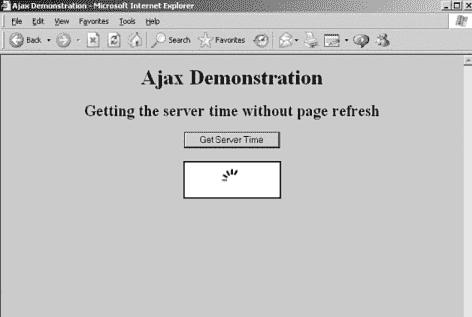 Ajax Demonstration - Microsoft Internet Explorer
File Edit View Favorites Tools Help
Back Search Favorites
Ajax Demonstration
Getting the server time without page refresh
Get Server Time